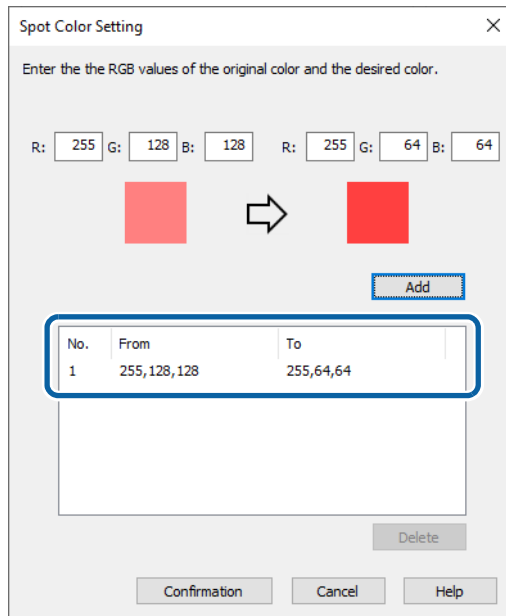 Spot Color Setting
Enter the the RGB values of the original color and the desired color.
R: 255 G: 128 B: 128 R: 255 G: 64 B: 64
Add
No. From To
1 255,128,128 255,64,64
Delete
Confirmation Cancel Help